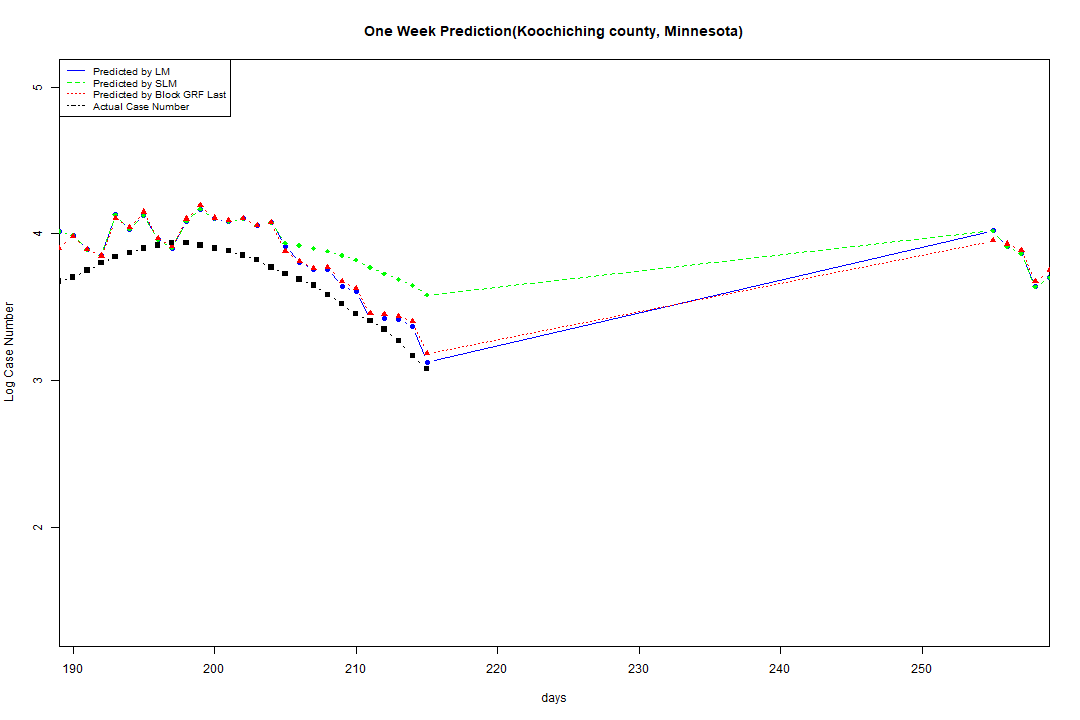 One Week Prediction(Koochiching county, Minnesota)
Predicted by LM
Predicted by SLM
Predicted by Block GRF Last
Actual Case Number
5
4
3
2
Log Case Number
190 200 210 220 230 240 250
days